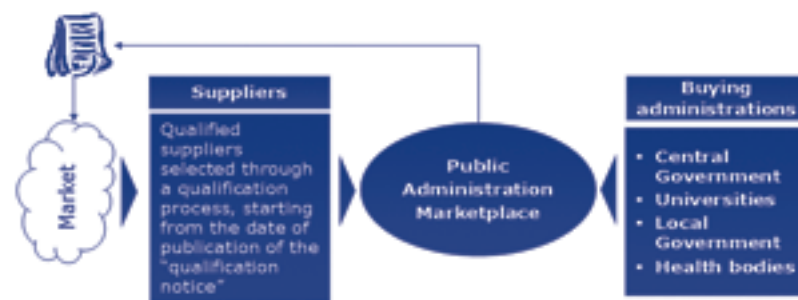 Market
Suppliers
Qualified
suppliers
selected through
a qualification
process, starting
from the date of
publication of the
"qualification
notice"
Public
Administration
Marketplace
Buying
administrations
• Central
Government
• Universities
• Local
Government
• Health bodies